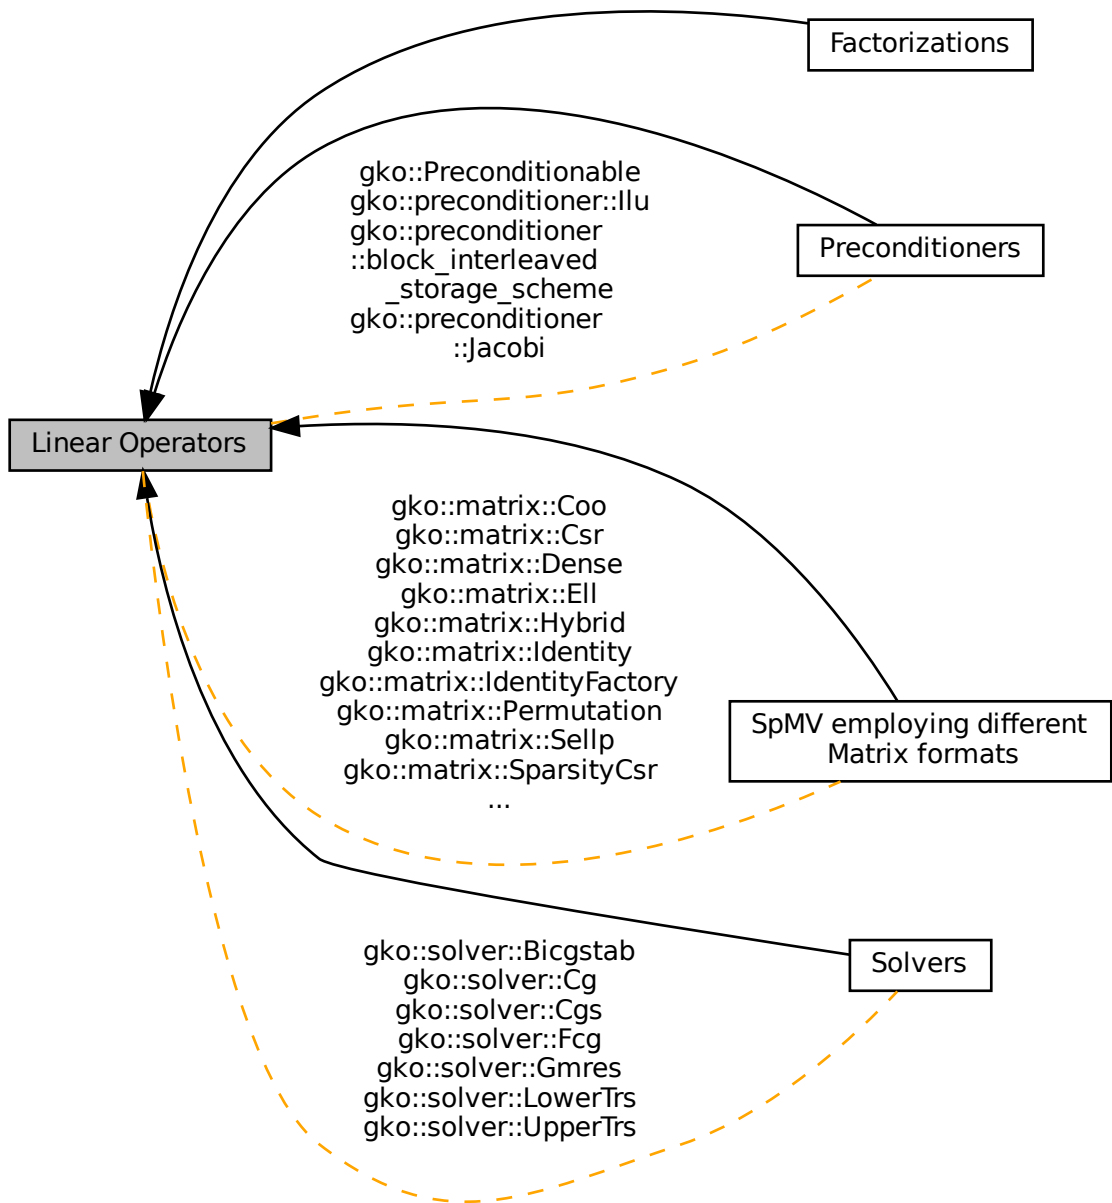 Factorizations
gko::Preconditionable
gko::preconditioner::Ilu
gko::preconditioner
::block_interleaved
_storage_scheme
gko::preconditioner
::Jacobi
Preconditioners
Linear Operators
gko::matrix::Coo
gko::matrix::Csr
gko::matrix::Dense
gko::matrix::Ell
gko::matrix::Hybrid
gko::matrix::Identity
gko::matrix::IdentityFactory
gko::matrix::Permutation
gko::matrix::Sellp
gko::matrix::SparsityCsr
...
SpMV employing different
Matrix formats
gko::solver::Bicgstab
gko::solver::Cg
gko::solver::Cgs
gko::solver::Fcg
gko::solver::Gmres
gko::solver::LowerTrs
gko::solver::UpperTrs
Solvers